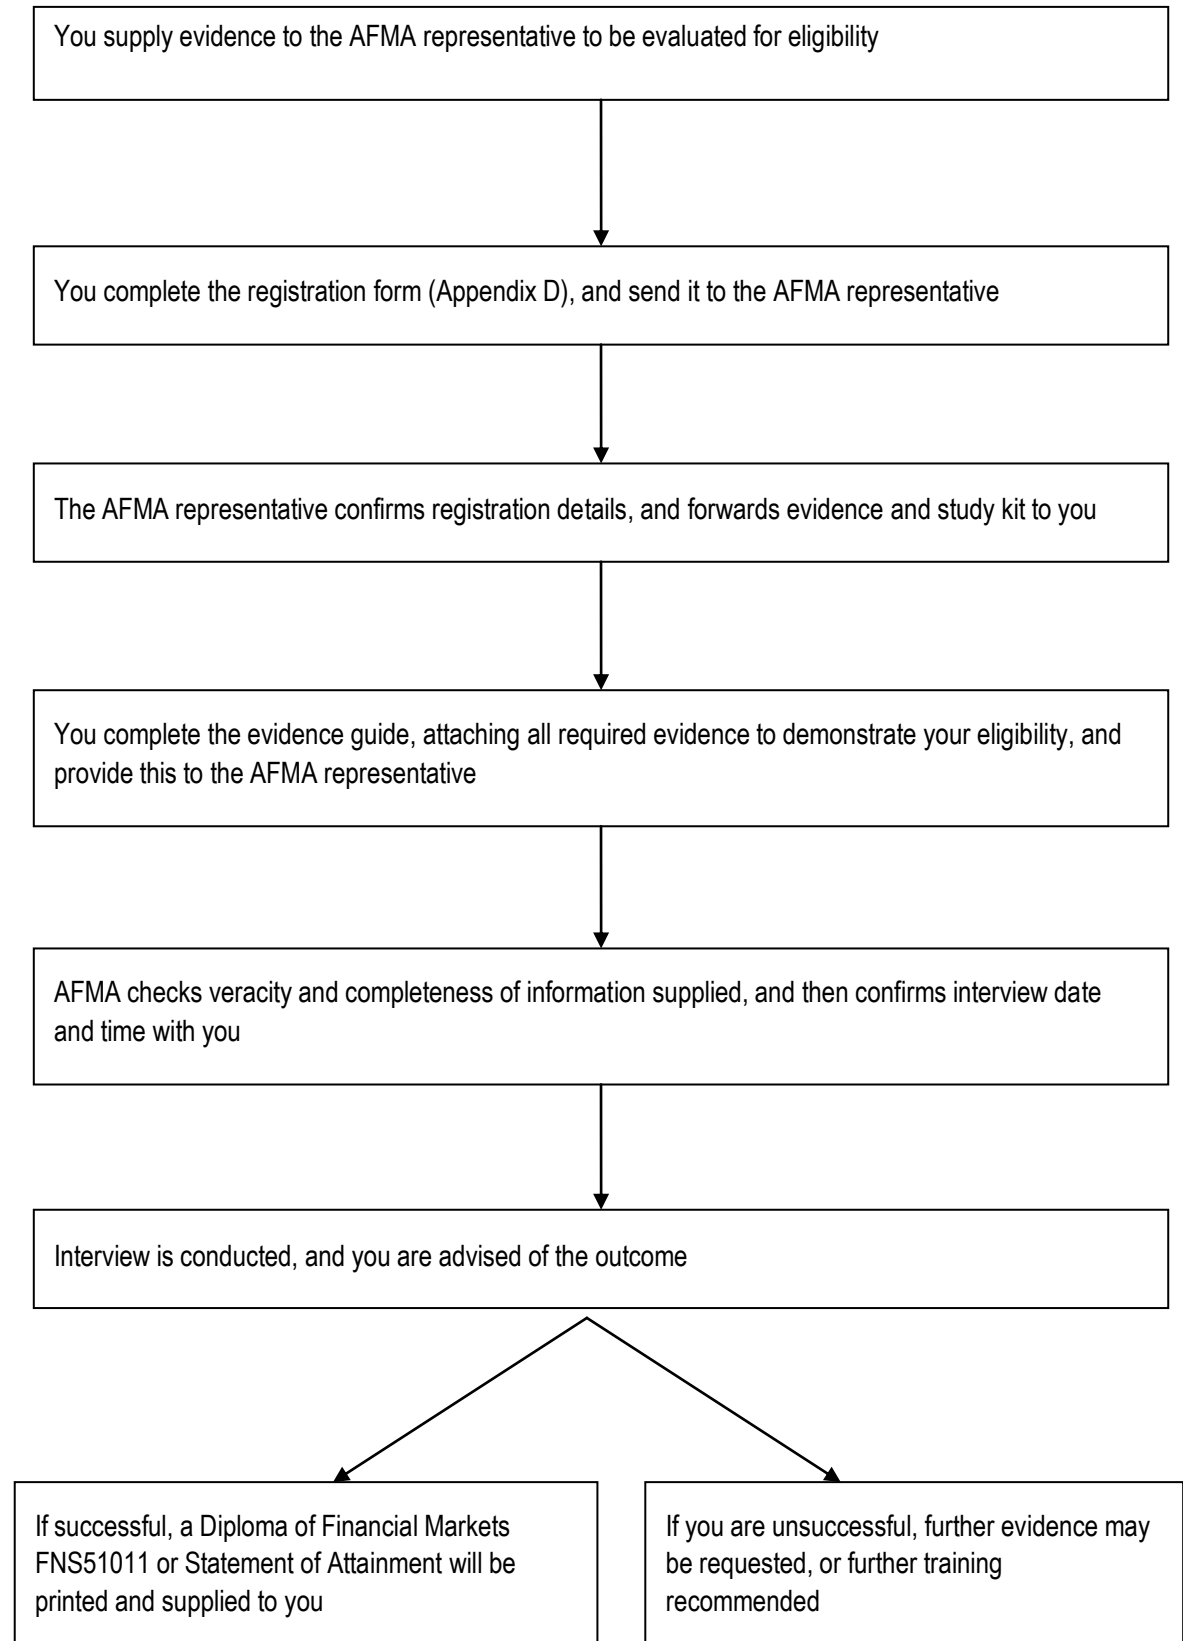 You supply evidence to the AFMA representative to be evaluated for eligibility
You complete the registration form (Appendix D), and send it to the AFMA representative
The AFMA representative confirms registration details, and forwards evidence and study kit to you
You complete the evidence guide, attaching all required evidence to demonstrate your eligibility, and
provide this to the AFMA representative
AFMA checks veracity and completeness of information supplied, and then confirms interview date
and time with you
Interview is conducted, and you are advised of the outcome
If successful, a Diploma of Financial Markets
FNS51011 or Statement of Attainment will be
printed and supplied to you
If you are unsuccessful, further evidence may
be requested, or further training
recommended